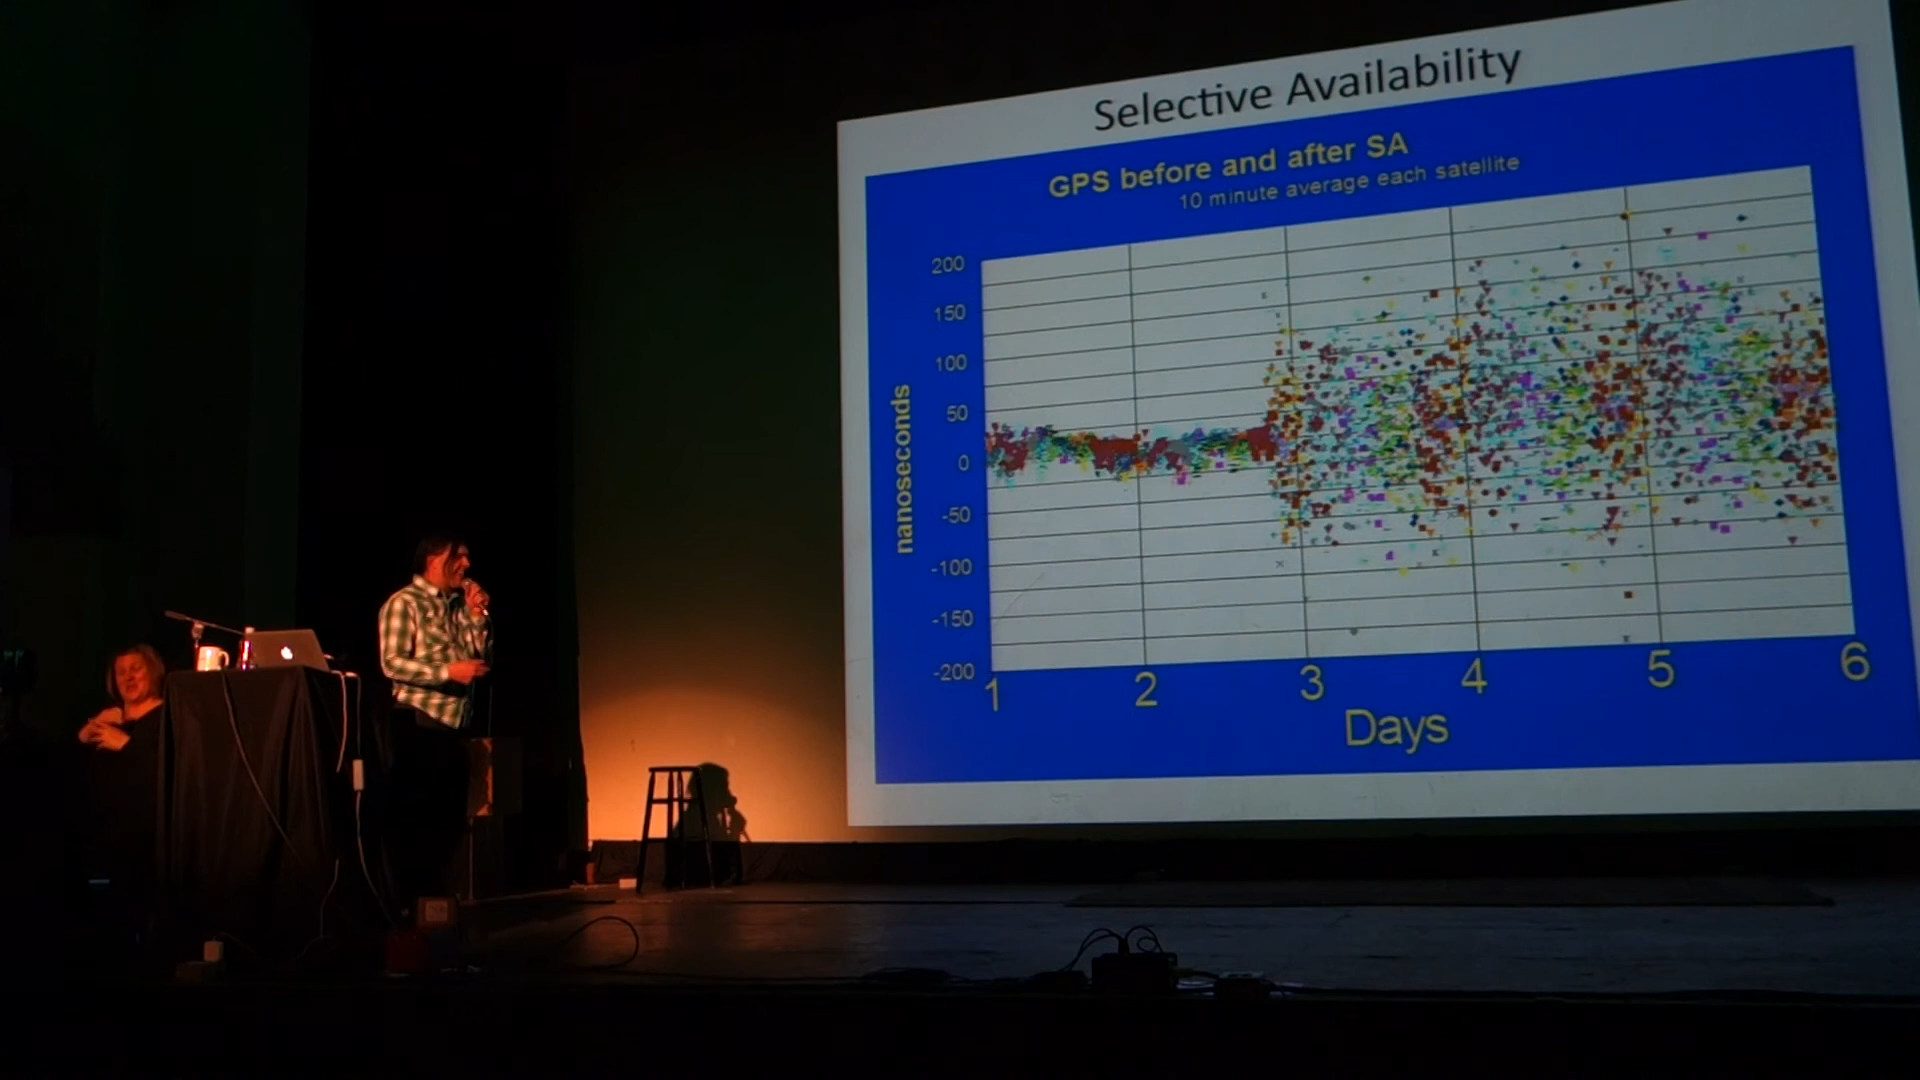 Selective Availability
GPS before and after SA
10 minute average each satellite
nanoseconds
200
150
100
50
0
-50
-100
-150
-200
1 2 3 4 5 6
Days